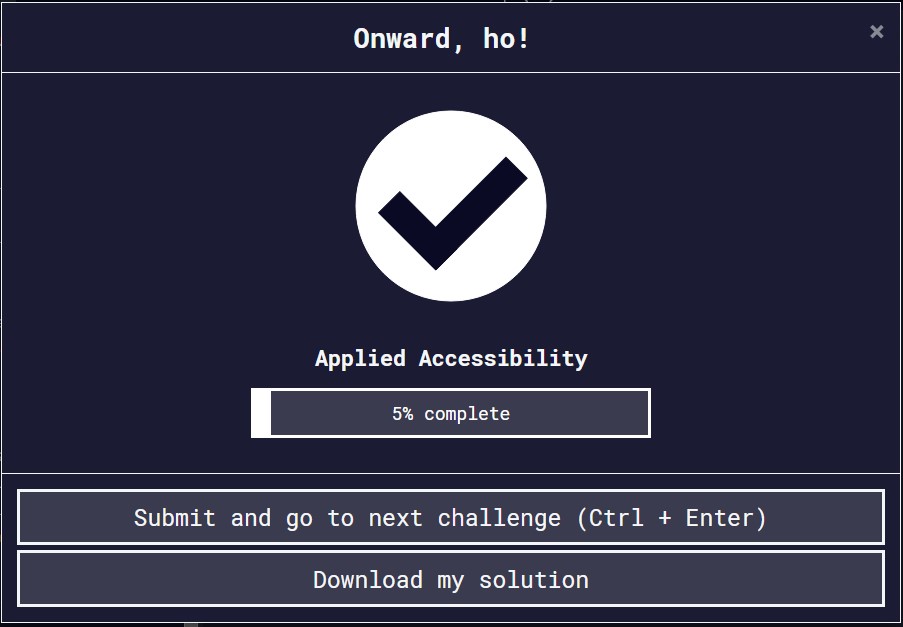 Onward, ho!
×
Applied Accessibility
5% complete
Submit and go to next challenge (Ctrl + Enter)
Download my solution